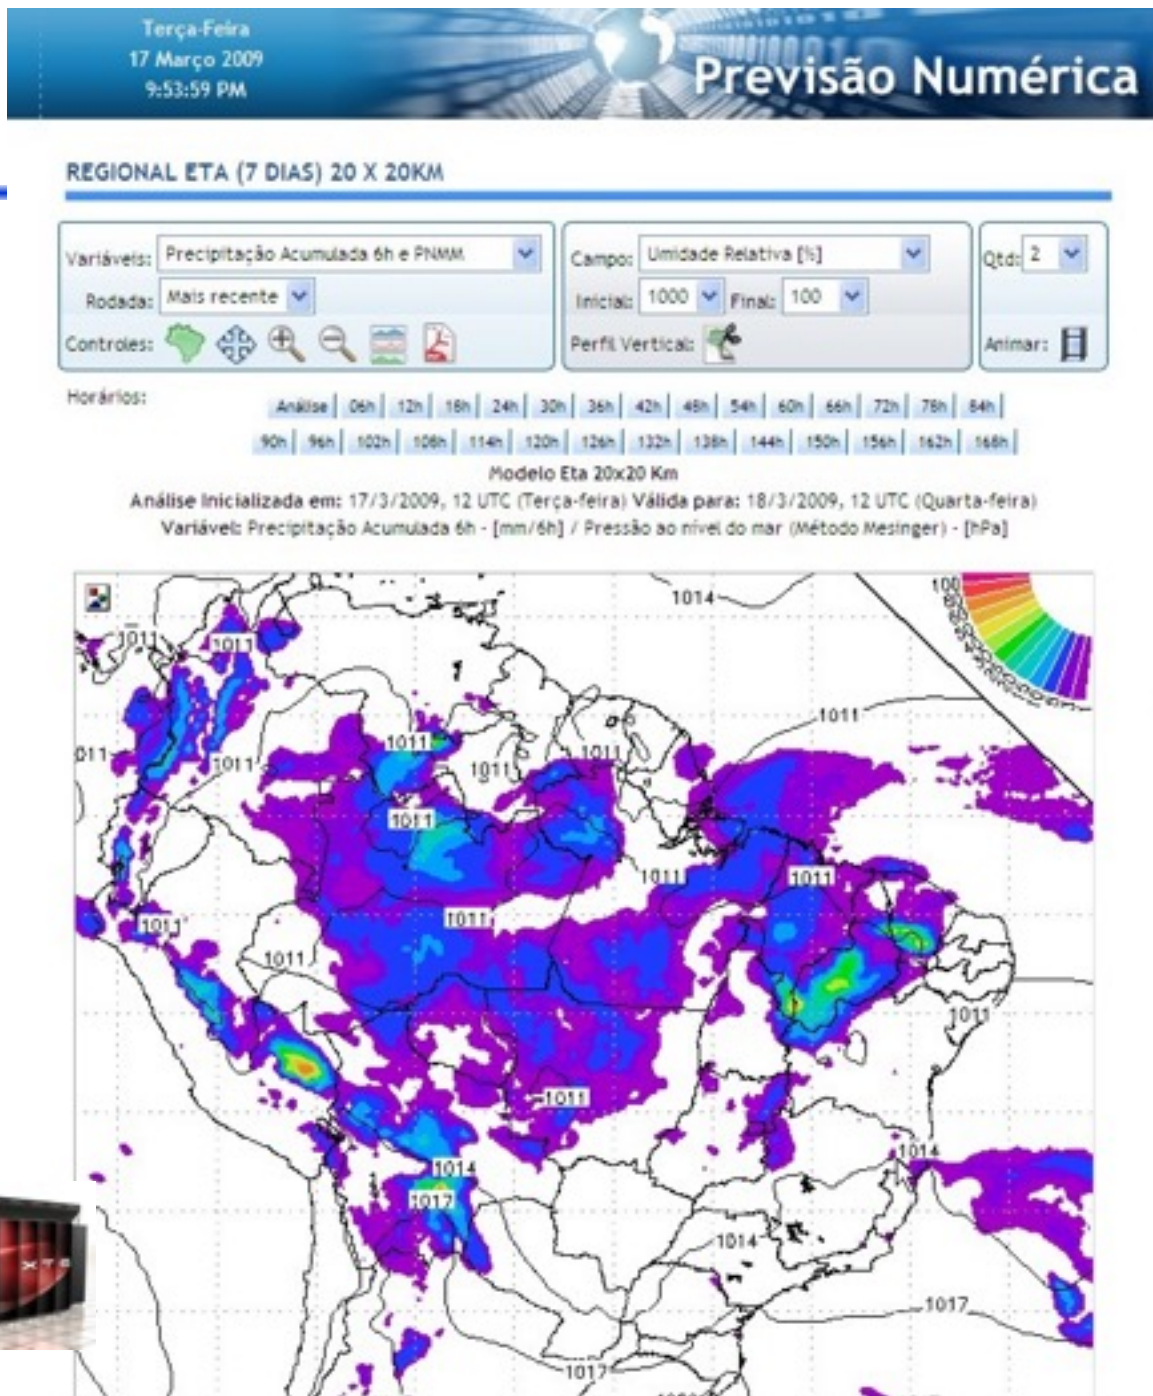 Terça-Feira
17 Março 2009
9:53:59 PM
Previsão Numérica
REGIONAL ETA (7 DIAS) 20 X 20KM
Variáveis: Precipitação Acumulada 6h e PNMM
Campo: Umidade Relativa [%]
Qtd: 2
Rodada: Mais recente
Inicial: 1000 Final: 100
Controles:
Perfil Vertical:
Animar:
Horários:
Análise 06h 12h 18h 24h 30h 36h 42h 48h 54h 60h 66h 72h 78h 84h
90h 96h 102h 108h 114h 120h 126h 132h 138h 144h 150h 156h 162h 168h
Modelo Eta 20x20 Km
Análise Inicializada em: 17/3/2009, 12 UTC (Terça-feira) Válida para: 18/3/2009, 12 UTC (Quarta-feira)
Variável: Precipitação Acumulada 6h - [mm/6h] / Pressão ao nível do mar (Método Mesinger) - [hPa]
1014
100
1011
1011
1011
1011
1011
1011
011
1011
1011
1011
1011
1011
1011
1011
1011
1011
1011
1014
1014
1017
1014
1017
1017
XT5